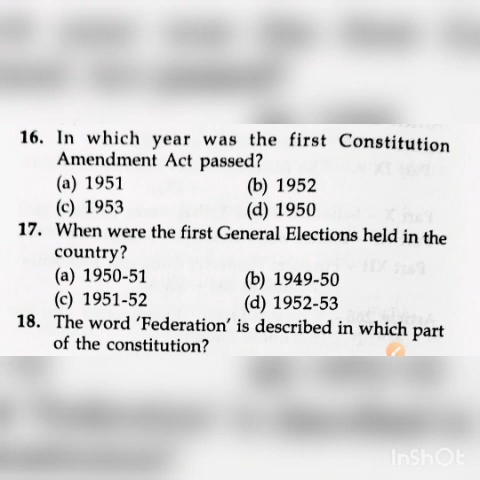 16. In which year was the first Constitution
Amendment Act passed?
(a) 1951 (b) 1952
(c) 1953 (d) 1950
17. When were the first General Elections held in the
country?
(a) 1950-51 (b) 1949-50
(c) 1951-52 (d) 1952-53
18. The word 'Federation' is described in which part
of the constitution?
InShOt